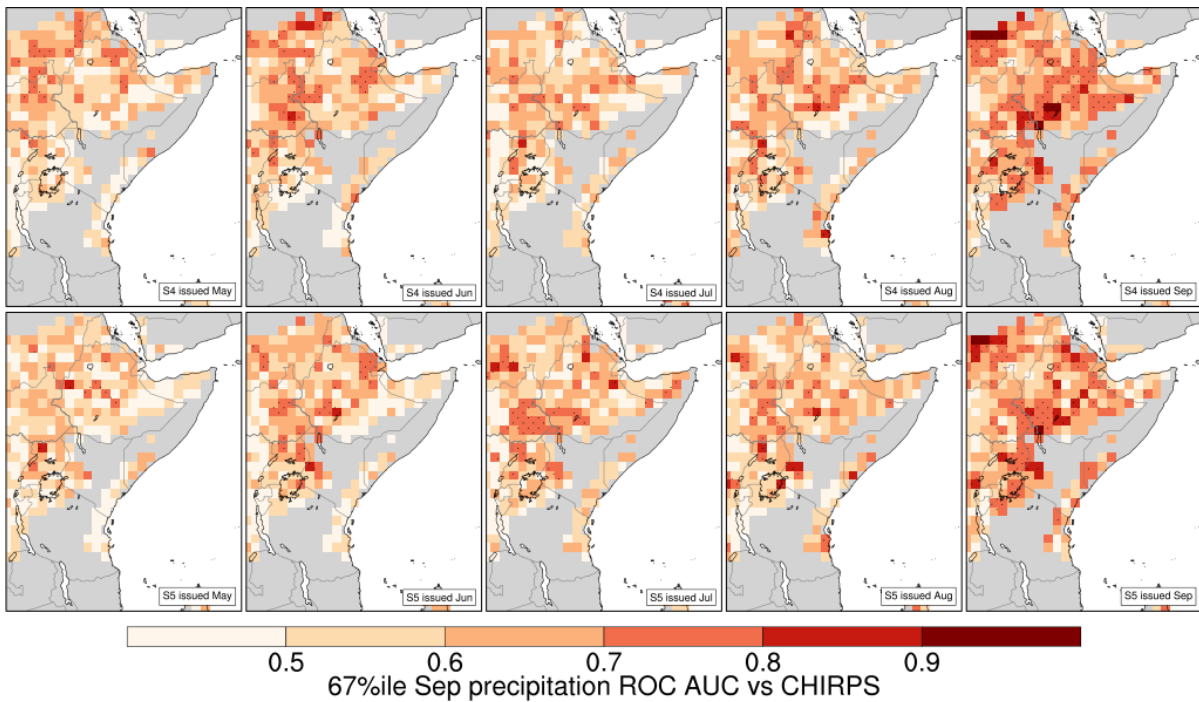 S4 issued May
S4 issued Jun
S4 issued Jul
S4 issued Aug
S4 issued Sep
S5 issued May
S5 issued Jun
S5 issued Jul
S5 issued Aug
S5 issued Sep
0.5 0.6 0.7 0.8 0.9
67%ile Sep precipitation ROC AUC vs CHIRPS